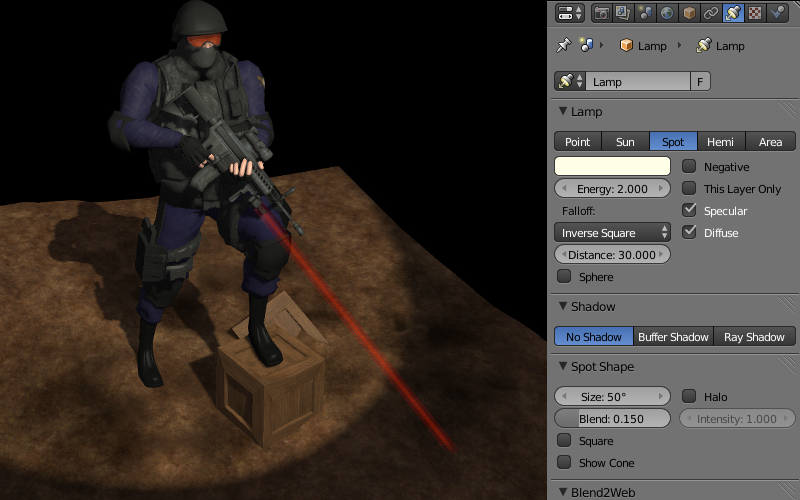 Lamp Lamp
Lamp F
Lamp
Point Sun Spot Hemi Area
Negative
Energy: 2.000 This Layer Only
Falloff: Specular
Inverse Square Diffuse
Distance: 30.000
Sphere
Shadow
No Shadow Buffer Shadow Ray Shadow
Spot Shape
Size: 50° Halo
Blend: 0.150 Intensity: 1.000
Square
Show Cone
Blend2Web